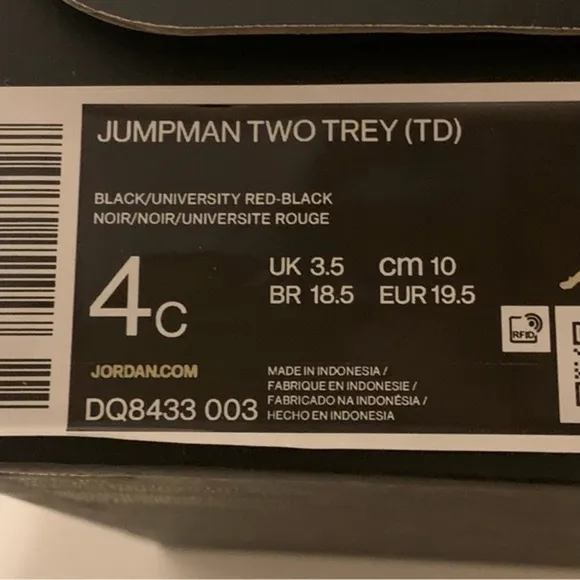 JUMPMAN TWO TREY (TD)
BLACK/UNIVERSITY RED-BLACK
NOIR/NOIR/UNIVERSITE ROUGE
4C
UK 3.5 cm 10
BR 18.5 EUR 19.5
RFID
JORDAN.COM
DQ8433 003
MADE IN INDONESIA /
FABRIQUE EN INDONESIE /
FABRICADO NA INDONÉSIA /
HECHO EN INDONESIA